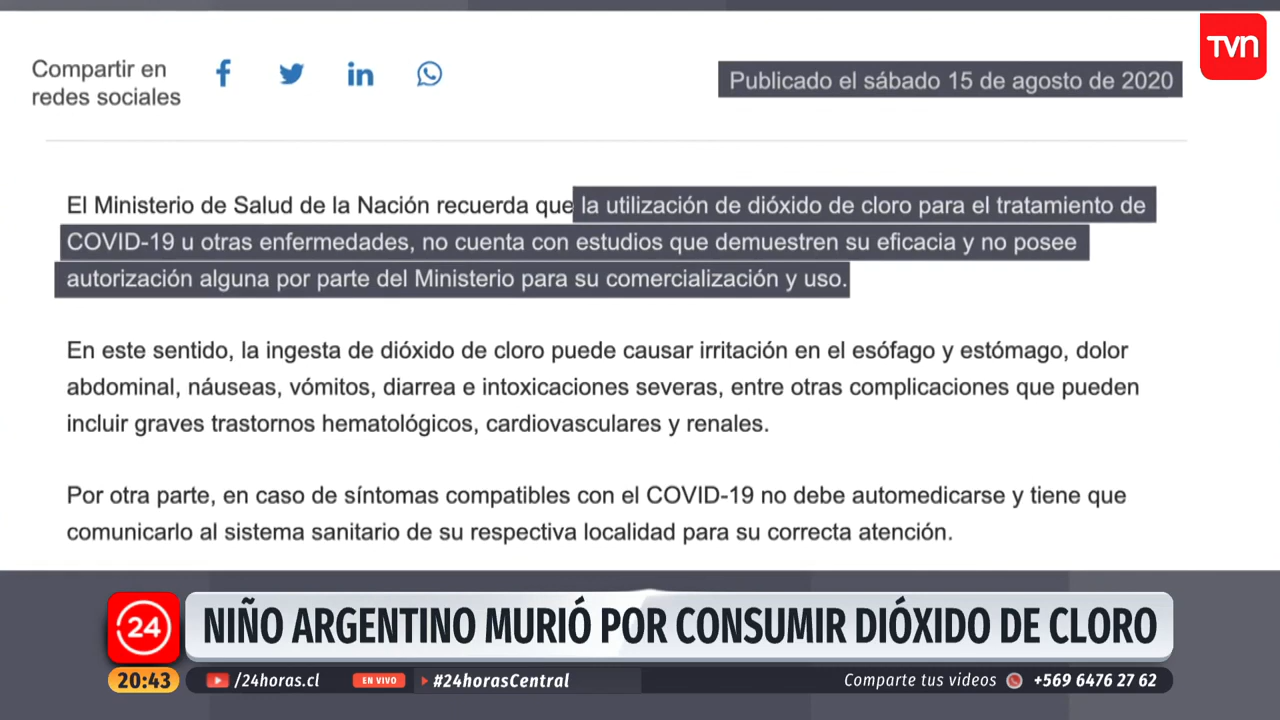 Compartir en
redes sociales
Publicado el sábado 15 de agosto de 2020
TVN
El Ministerio de Salud de la Nación recuerda que la utilización de dióxido de cloro para el tratamiento de
COVID-19 u otras enfermedades, no cuenta con estudios que demuestren su eficacia y no posee
autorización alguna por parte del Ministerio para su comercialización y uso.
En este sentido, la ingesta de dióxido de cloro puede causar irritación en el esófago y estómago, dolor
abdominal, náuseas, vómitos, diarrea e intoxicaciones severas, entre otras complicaciones que pueden
incluir graves trastornos hematológicos, cardiovasculares y renales.
Por otra parte, en caso de síntomas compatibles con el COVID-19 no debe automedicarse y tiene que
comunicarlo al sistema sanitario de su respectiva localidad para su correcta atención.
24
NIÑO ARGENTINO MURIÓ POR CONSUMIR DIÓXIDO DE CLORO
20:43
/24horas.cl
EN VIVO
#24horasCentral
Comparte tus videos
+569 6476 27 62